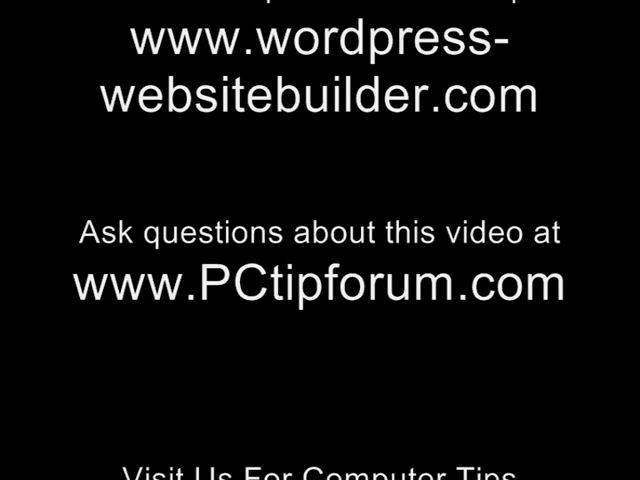 www.wordpress-
websitebuilder.com
Ask questions about this video at
www.PCtipforum.com
Visit Us For Computer Tips